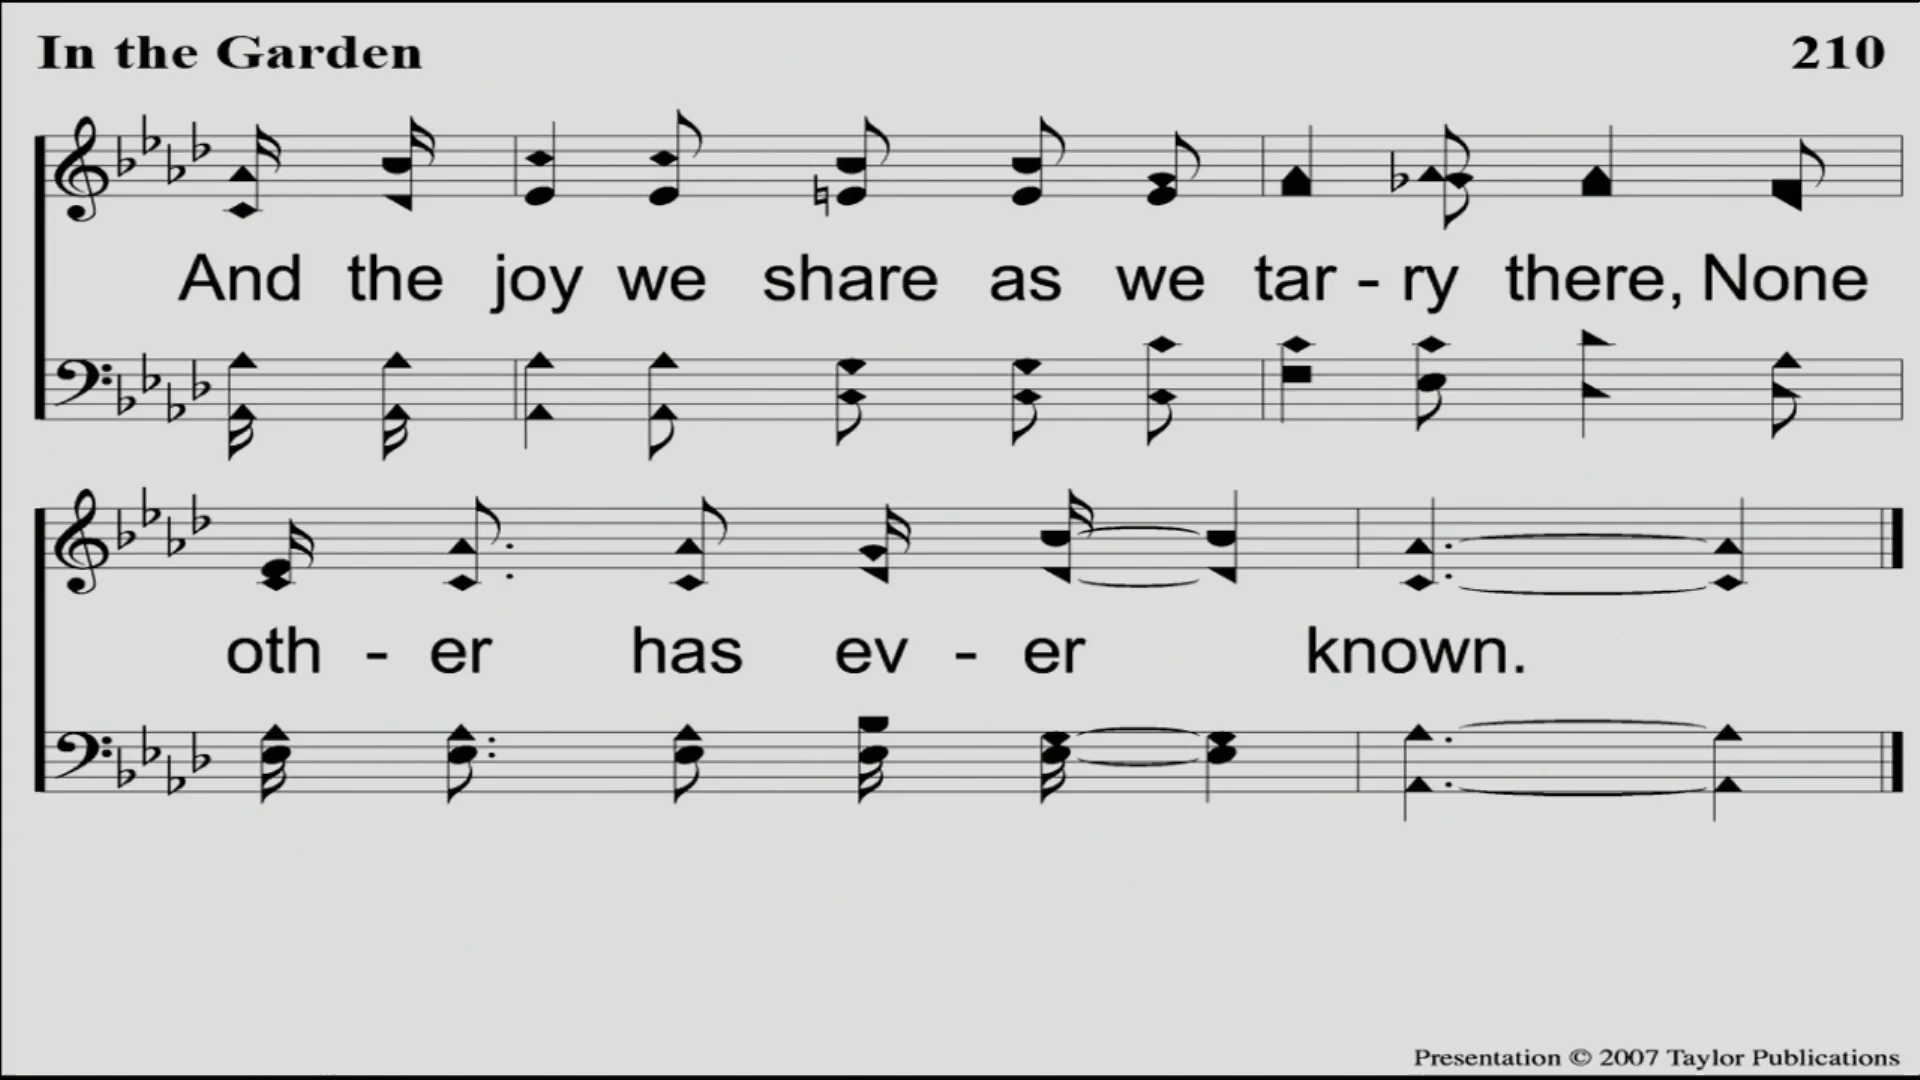 In the Garden 210
And the joy we share as we tar - ry there, None
oth - er has ev - er known.
Presentation © 2007 Taylor Publications